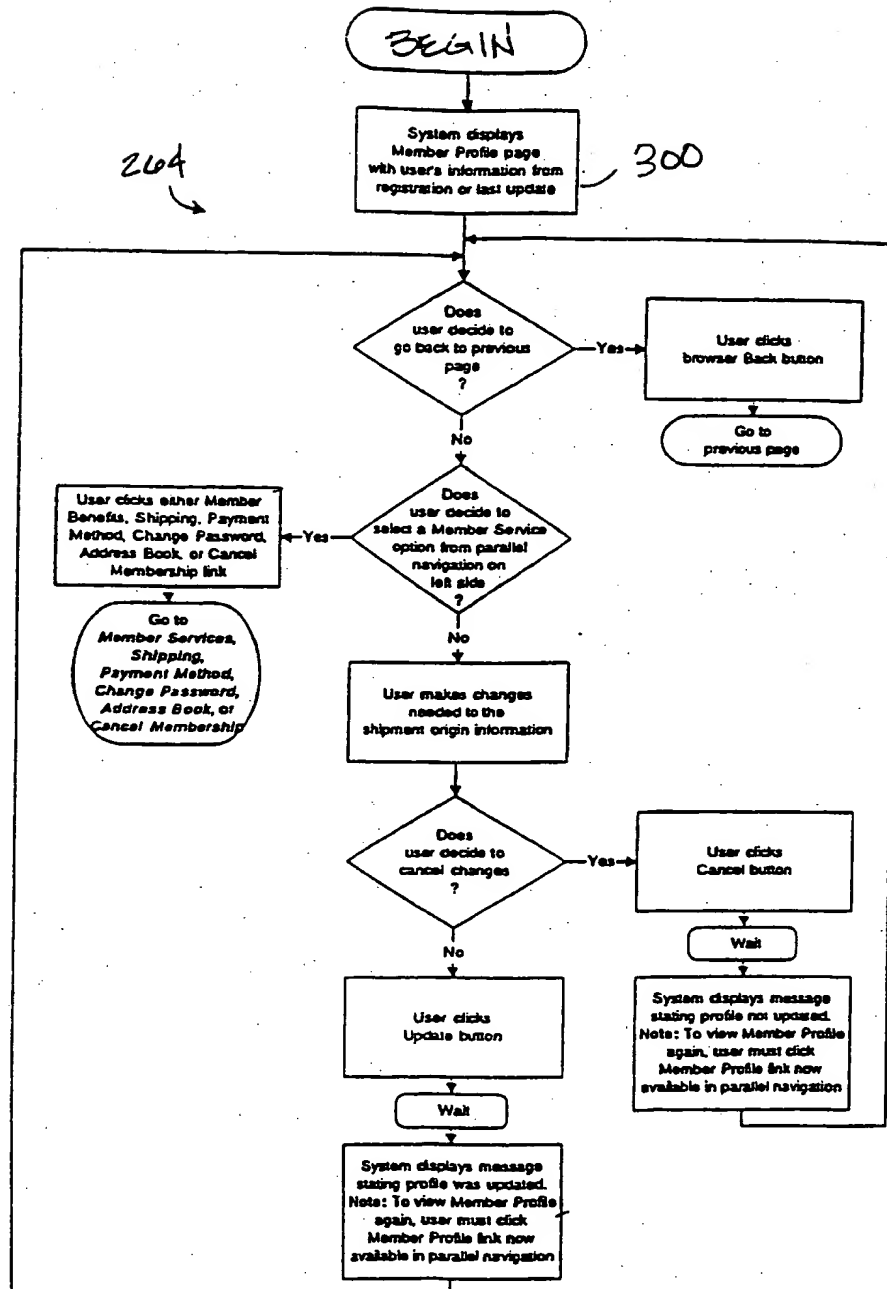 BEGIN
System displays
Member Profile page
with user's information from
registration or last update
264
300
Does
user decide to
go back to previous
page
?
Yes
User clicks
browser Back button
Go to
previous page
No
Does
user decide to
select a Member Service
option from parallel
navigation on
left side
?
Yes
User clicks either Member
Benefits, Shipping, Payment
Method, Change Password,
Address Book, or Cancel
Membership link
Go to
Member Services,
Shipping,
Payment Method,
Change Password,
Address Book, or
Cancel Membership
No
User makes changes
needed to the
shipment origin information
Does
user decide to
cancel changes
?
Yes
User clicks
Cancel button
Wait
System displays message
stating profile not updated.
Note: To view Member Profile
again, user must click
Member Profile link now
available in parallel navigation
No
User clicks
Update button
Wait
System displays message
stating profile was updated.
Note: To view Member Profile
again, user must click
Member Profile link now
available in parallel navigation